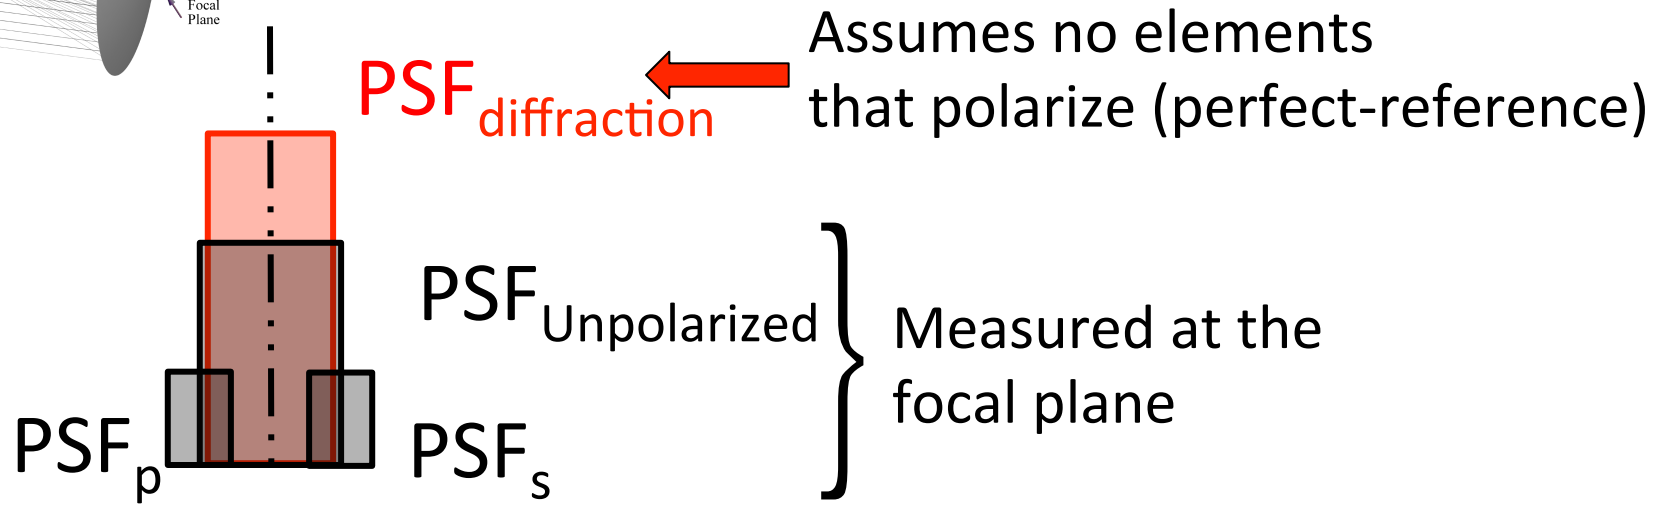 Focal
Plane
PSFdiffraction
Assumes no elements
that polarize (perfect-reference)
PSFUnpolarized
Measured at the
focal plane
PSFp
PSFs